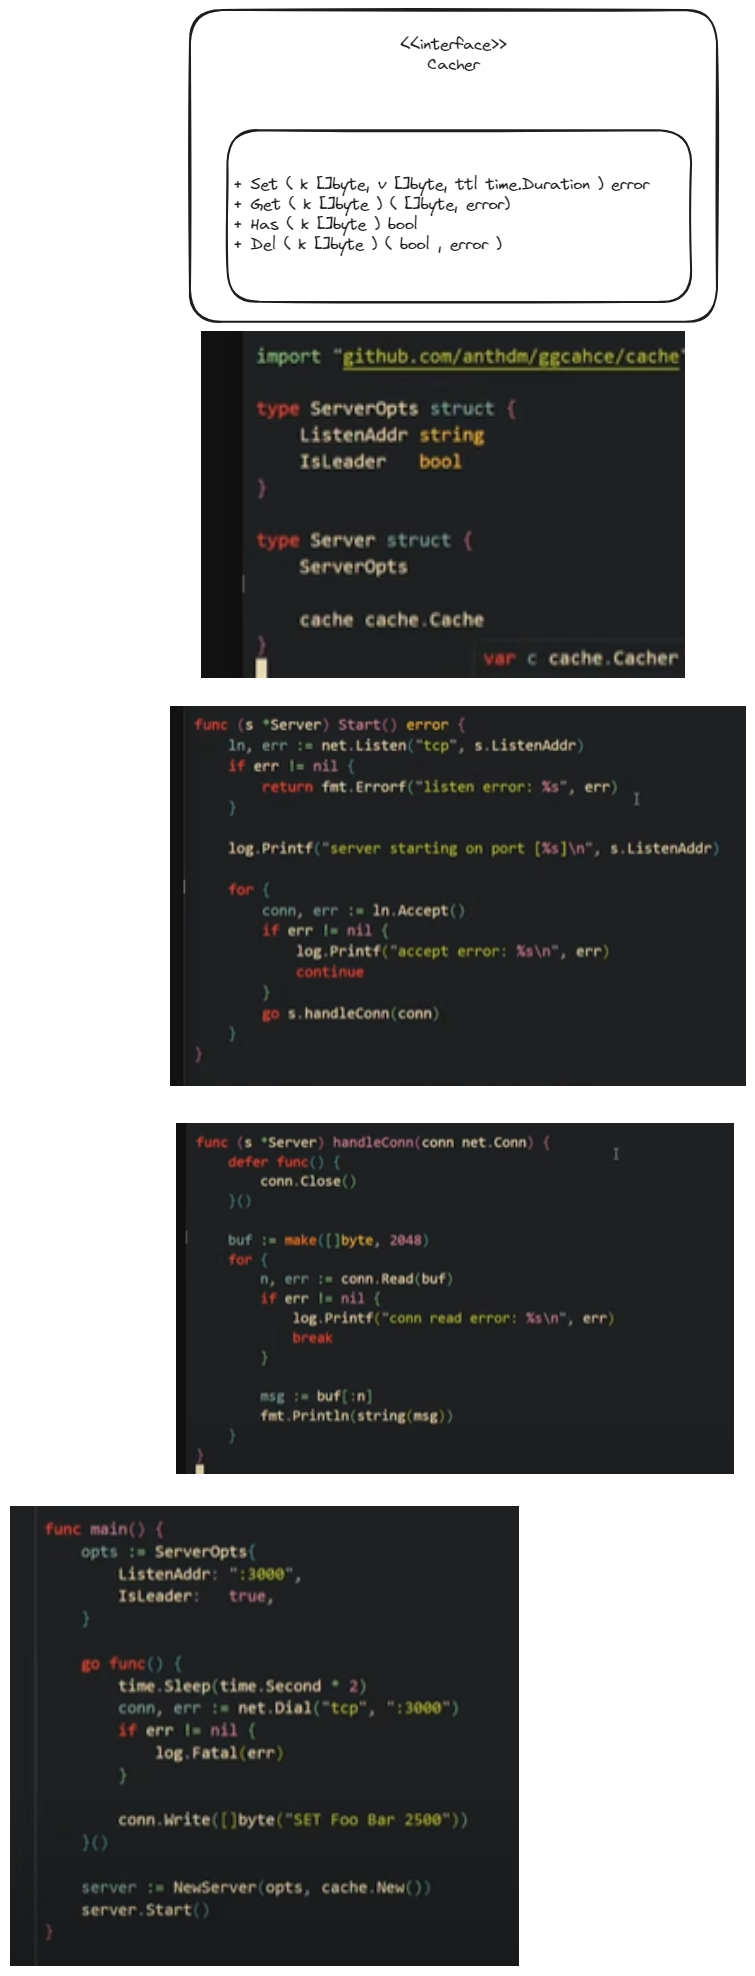 <<interface>>
Cacher
+ Set ( k []byte, v []byte, ttl time.Duration ) error
+ Get ( k []byte ) ( []byte, error)
+ Has ( k []byte ) bool
+ Del ( k []byte ) ( bool , error )
import "github.com/anthdm/ggcahce/cache"
type ServerOpts struct {
ListenAddr string
IsLeader bool
}
type Server struct {
ServerOpts
cache cache.Cache
}
var c cache.Cacher
func (s *Server) Start() error {
ln, err := net.Listen("tcp", s.ListenAddr)
if err != nil {
return fmt.Errorf("listen error: %s", err)
}
log.Printf("server starting on port [%s]\n", s.ListenAddr)
for {
conn, err := ln.Accept()
if err != nil {
log.Printf("accept error: %s\n", err)
continue
}
go s.handleConn(conn)
}
}
func (s *Server) handleConn(conn net.Conn) {
defer func() {
conn.Close()
}()
buf := make([]byte, 2048)
for {
n, err := conn.Read(buf)
if err != nil {
log.Printf("conn read error: %s\n", err)
break
}
msg := buf[:n]
fmt.Println(string(msg))
}
}
func main() {
opts := ServerOpts{
ListenAddr: ":3000",
IsLeader: true,
}
go func() {
time.Sleep(time.Second * 2)
conn, err := net.Dial("tcp", ":3000")
if err != nil {
log.Fatal(err)
}
conn.Write([]byte("SET Foo Bar 2500"))
}()
server := NewServer(opts, cache.New())
server.Start()
}